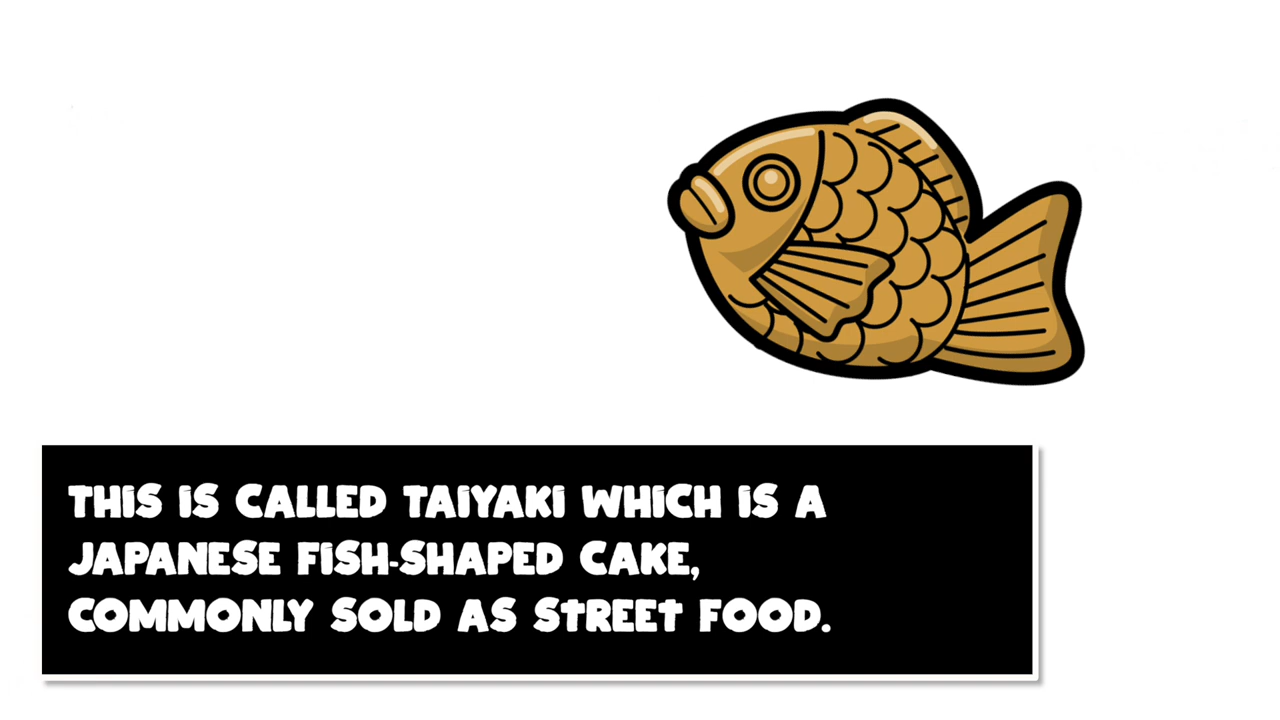 THIS IS CALLED TAIYAKI WHICH IS A
JAPANESE FISH-SHAPED CAKE,
COMMONLY SOLD AS STREET FOOD.